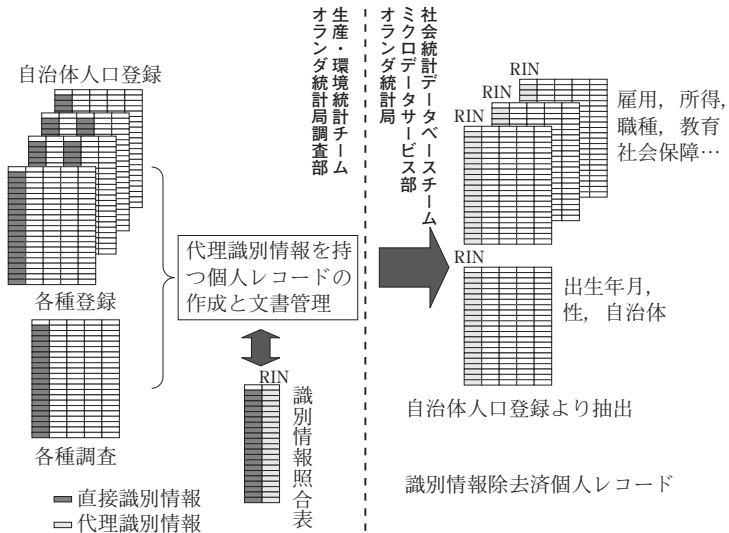 オランダ統計局調査部
生産・環境統計チーム
オランダ統計局
ミクロデータサービス部
社会統計データベースチーム
自治体人口登録
各種登録
各種調査
代理識別情報を持
つ個人レコードの
作成と文書管理
RIN
識別情報照合表
直接識別情報
代理識別情報
RIN
RIN
RIN
雇用，所得，
職種，教育
社会保障…
RIN
出生年月，
性，自治体
自治体人口登録より抽出
識別情報除去済個人レコード